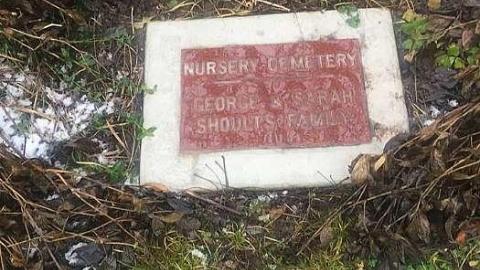 NURSERY CEMETERY
GEORGE & SARAH
SHOULTS FAMILY